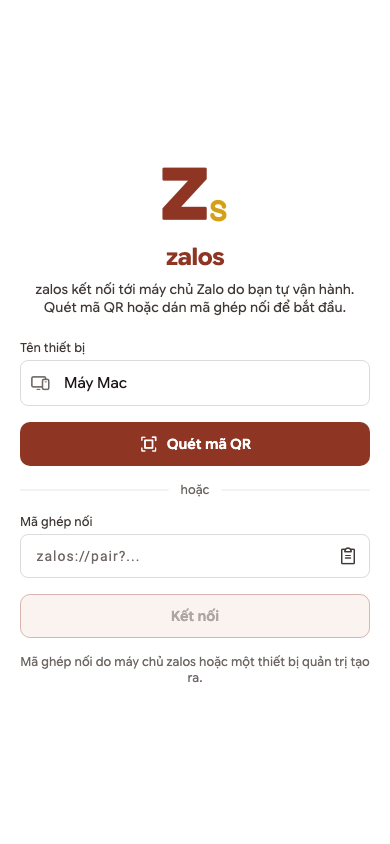 Zs
zalos
zalos kết nối tới máy chủ Zalo do bạn tự vận hành.
Quét mã QR hoặc dán mã ghép nối để bắt đầu.
Tên thiết bị
Máy Mac
Quét mã QR
hoặc
Mã ghép nối
zalos://pair?...
Kết nối
Mã ghép nối do máy chủ zalos hoặc một thiết bị quản trị tạo
ra.